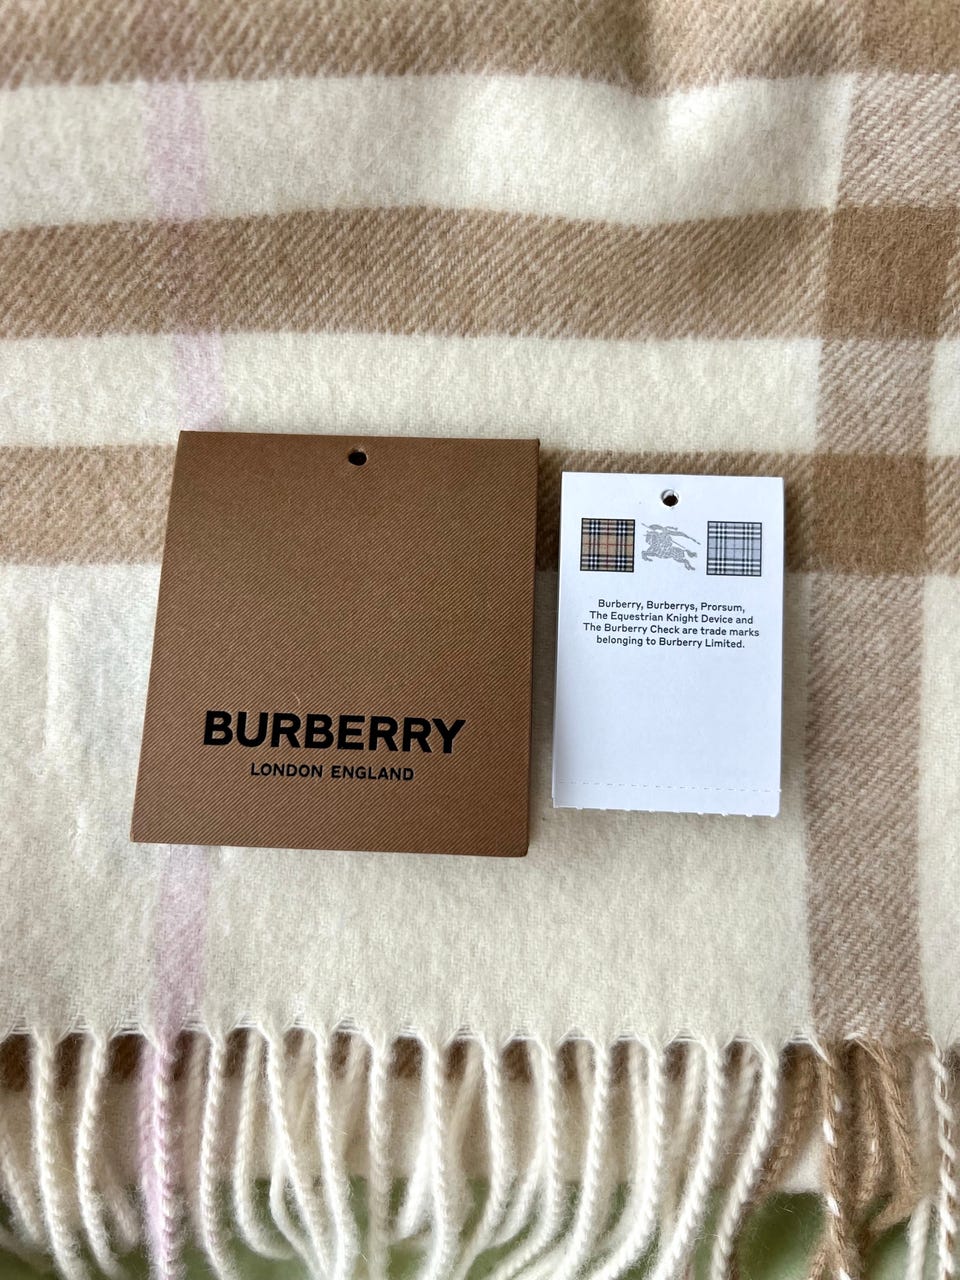 BURBERRY
LONDON ENGLAND
Burberry, Burberrys, Prorsum,
The Equestrian Knight Device and
The Burberry Check are trade marks
belonging to Burberry Limited.